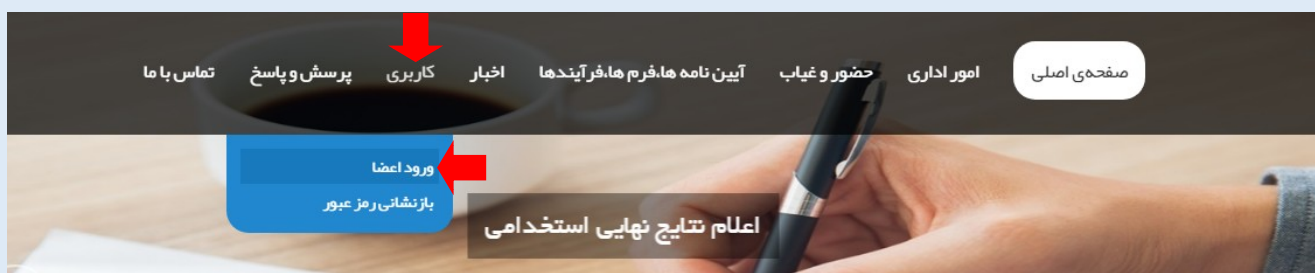 صفحه‌ی اصلی امور اداری حضور و غیاب آیین نامه ها،فرم ها،فرآیندها اخبار کاربری پرسش و پاسخ تماس با ما
ورود اعضا
بازنشانی رمز عبور
اعلام نتایج نهایی استخدامی